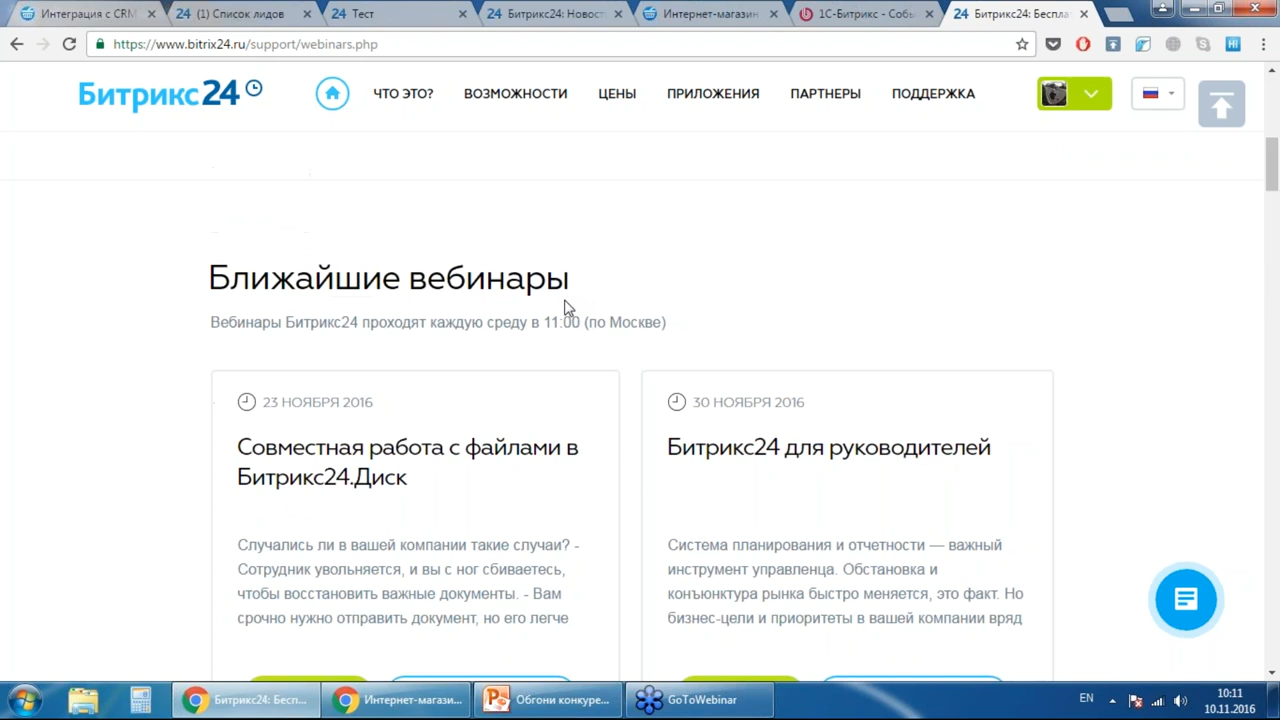 Интеграция с CRM
24 (1) Список лидов
24 Тест
24 Битрикс24: Новост
Интернет-магазин
1С-Битрикс - Собы
24 Битрикс24: Беспла
https://www.bitrix24.ru/support/webinars.php
Hi
Битрикс24
ЧТО ЭТО?
ВОЗМОЖНОСТИ
ЦЕНЫ
ПРИЛОЖЕНИЯ
ПАРТНЕРЫ
ПОДДЕРЖКА
Ближайшие вебинары
Вебинары Битрикс24 проходят каждую среду в 11:00 (по Москве)
23 НОЯБРЯ 2016
Совместная работа с файлами в
Битрикс24.Диск
Случались ли в вашей компании такие случаи? -
Сотрудник увольняется, и вы с ног сбиваетесь,
чтобы восстановить важные документы. - Вам
срочно нужно отправить документ, но его легче
30 НОЯБРЯ 2016
Битрикс24 для руководителей
Система планирования и отчетности — важный
инструмент управленца. Обстановка и
конъюнктура рынка быстро меняется, это факт. Но
бизнес-цели и приоритеты в вашей компании вряд
Битрикс24: Бесп...
Интернет-магази...
Обгони конкуре...
GoToWebinar
EN
10:11
10.11.2016